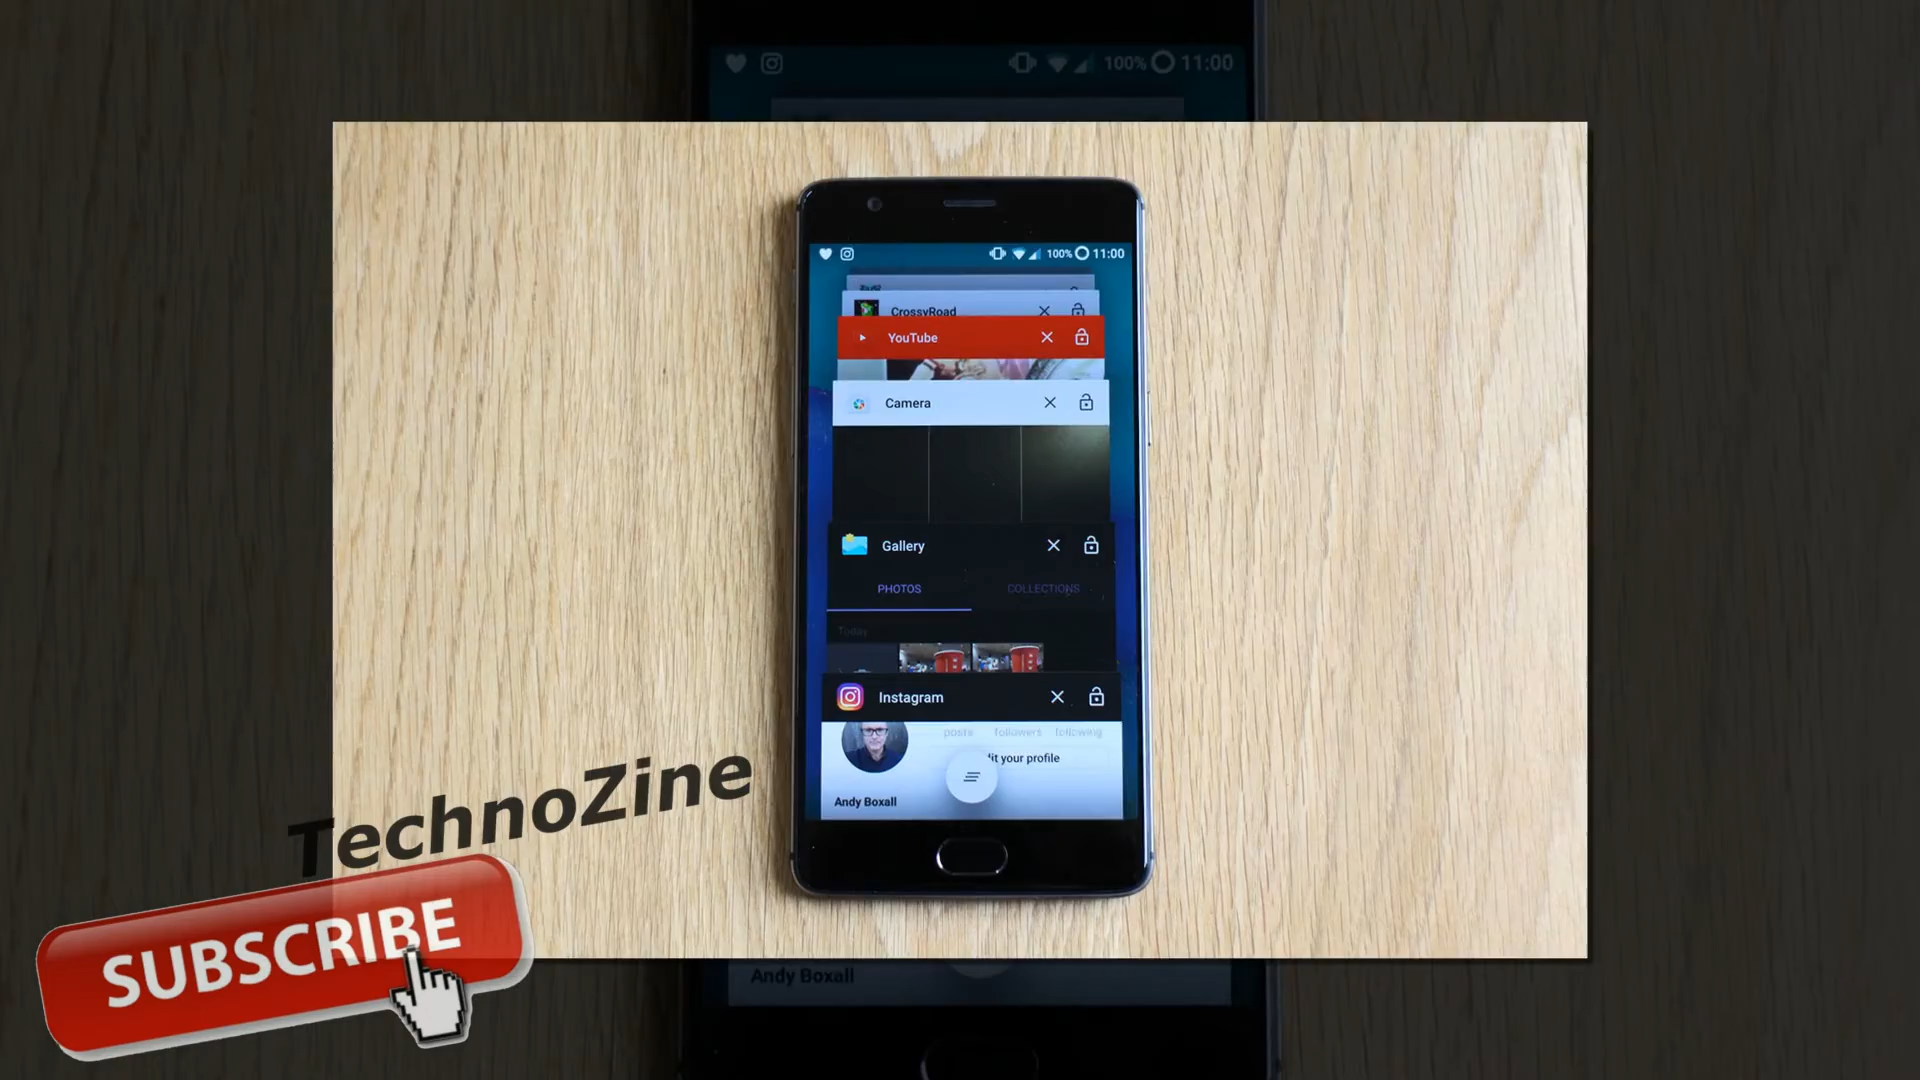 100% 11:00
100% 11:00
CrossyRoad
YouTube
Camera
Gallery
PHOTOS COLLECTIONS
Today
Instagram
posts followers following
it your profile
Andy Boxall
TechnoZine
SUBSCRIBE
Andy Boxall